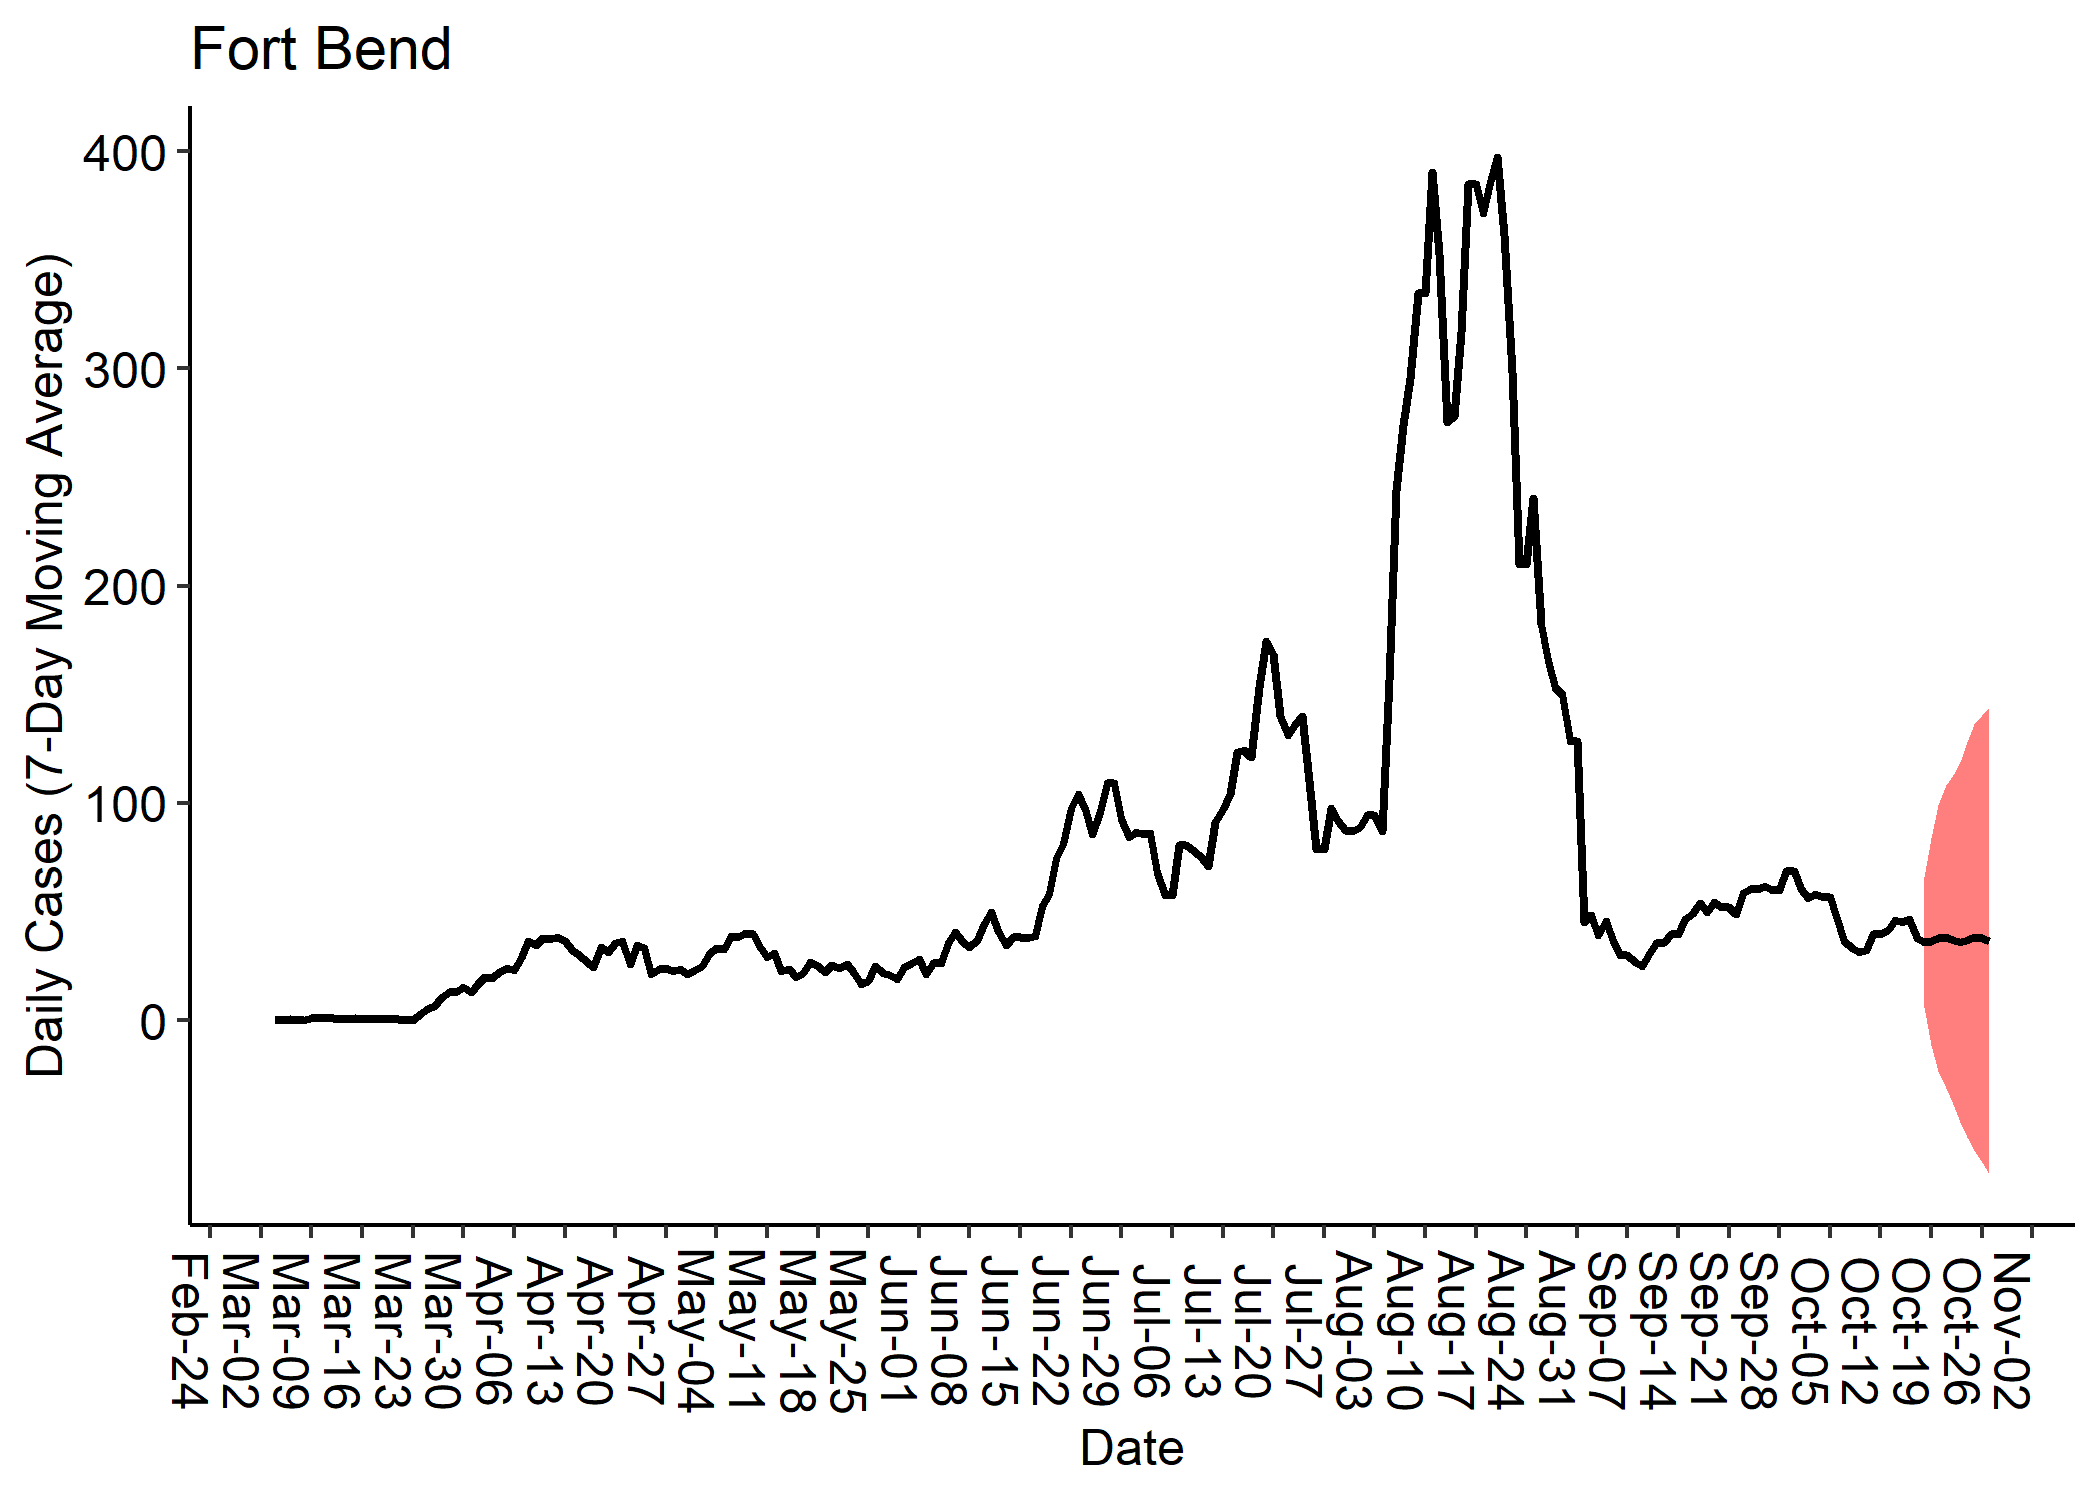 Fort Bend
Daily Cases (7-Day Moving Average)
400
300
200
100
0
Feb-24
Mar-02
Mar-09
Mar-16
Mar-23
Mar-30
Apr-06
Apr-13
Apr-20
Apr-27
May-04
May-11
May-18
May-25
Jun-01
Jun-08
Jun-15
Jun-22
Jun-29
Jul-06
Jul-13
Jul-20
Jul-27
Aug-03
Aug-10
Aug-17
Aug-24
Aug-31
Sep-07
Sep-14
Sep-21
Sep-28
Oct-05
Oct-12
Oct-19
Oct-26
Nov-02
Date